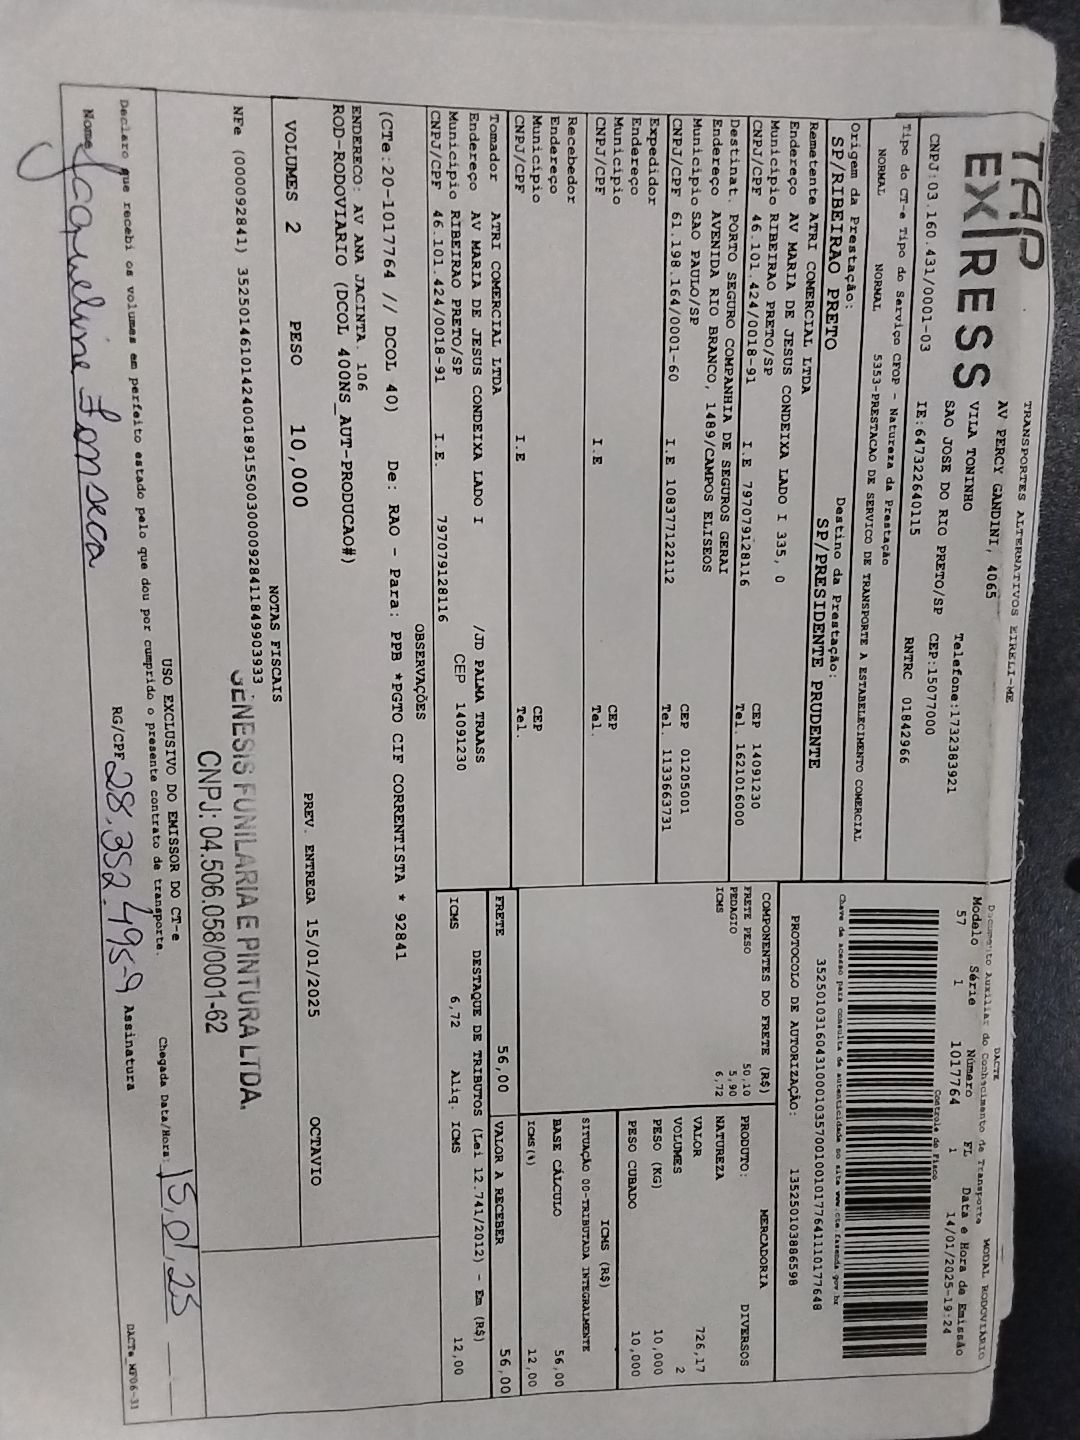 TAP EXPRESS
TRANSPORTES ALTERNATIVOS EIRELI-ME
AV PERCY GANDINI, 4065
VILA TONINHO
SAO JOSE DO RIO PRETO/SP
Telefone:1732383921
CEP:15077000
CNPJ:03.160.431/0001-03 IE:647322640115 RNTRC 01842966
DACTE
Documento Auxiliar do Conhecimento de Transporte MODAL RODOVIARIO
Modelo Série Número FL Data e Hora de Emissão
57 1 1017764 1 14/01/2025-19:24
Controle do Fisco
Chave de acesso para consulta de autenticidade no site www.cte.fazenda.gov.br
35250103160431000103570010010177641110177648
PROTOCOLO DE AUTORIZAÇÃO: 135250103886598
Tipo do CT-e Tipo do Serviço CFOP - Natureza da Prestação
NORMAL NORMAL 5353-PRESTACAO DE SERVICO DE TRANSPORTE A ESTABELECIMENTO COMERCIAL
Origem da Prestação: Destino da Prestação:
SP/RIBEIRAO PRETO SP/PRESIDENTE PRUDENTE
Remetente ATRI COMERCIAL LTDA
Endereço AV MARIA DE JESUS CONDEIXA LADO I 335, 0
Município RIBEIRAO PRETO/SP CEP 14091230
CNPJ/CPF 46.101.424/0018-91 I.E 797079128116 Tel. 1621016000
Destinat. PORTO SEGURO COMPANHIA DE SEGUROS GERAI
Endereço AVENIDA RIO BRANCO, 1489/CAMPOS ELISEOS
Município SAO PAULO/SP CEP 01205001
CNPJ/CPF 61.198.164/0001-60 I.E 108377122112 Tel. 1133663731
Expedidor
Endereço
Município CEP
CNPJ/CPF I.E Tel.
Recebedor
Endereço
Município CEP
CNPJ/CPF I.E Tel.
Tomador ATRI COMERCIAL LTDA
Endereço AV MARIA DE JESUS CONDEIXA LADO I /JD PALMA TRAASS
Município RIBEIRAO PRETO/SP CEP 14091230
CNPJ/CPF 46.101.424/0018-91 I.E. 797079128116
COMPONENTES DO FRETE (R$)
FRETE PESO 50,10
PEDAGIO 5,90
ICMS 6,72
MERCADORIA
PRODUTO: DIVERSOS
NATUREZA
VALOR 726,17
VOLUMES 2
PESO (KG) 10,000
PESO CUBADO 10,000
ICMS (R$)
SITUAÇÃO 00-TRIBUTADA INTEGRALMENTE
BASE CÁLCULO 56,00
ICMS(%) 12,00
FRETE 56,00 VALOR A RECEBER 56,00
DESTAQUE DE TRIBUTOS (Lei 12.741/2012) - Em (R$)
ICMS 6,72 Aliq. ICMS 12,00
OBSERVAÇÕES
(CTe:20-1017764 // DCOL 40) De: RAO - Para: PPB *PGTO CIF CORRENTISTA * 92841
ENDERECO: AV ANA JACINTA. 106
ROD-RODOVIARIO (DCOL 400NS_AUT-PRODUCAO#)
VOLUMES 2 PESO 10,000 PREV. ENTREGA 15/01/2025 OCTAVIO
NOTAS FISCAIS
NFe (000092841) 35250146101424001891550030000928411849903933
GENESIS FUNILARIA E PINTURA LTDA.
CNPJ: 04.506.058/0001-62
USO EXCLUSIVO DO EMISSOR DO CT-e
Declaro que recebi os volumes em perfeito estado pelo que dou por cumprido o presente contrato de transporte. Chegada Data/Hora: 15,01,25
Nome Jaqueline Fonseca RG/CPF 28.352.495-9 Assinatura
DACTe_MF06-31